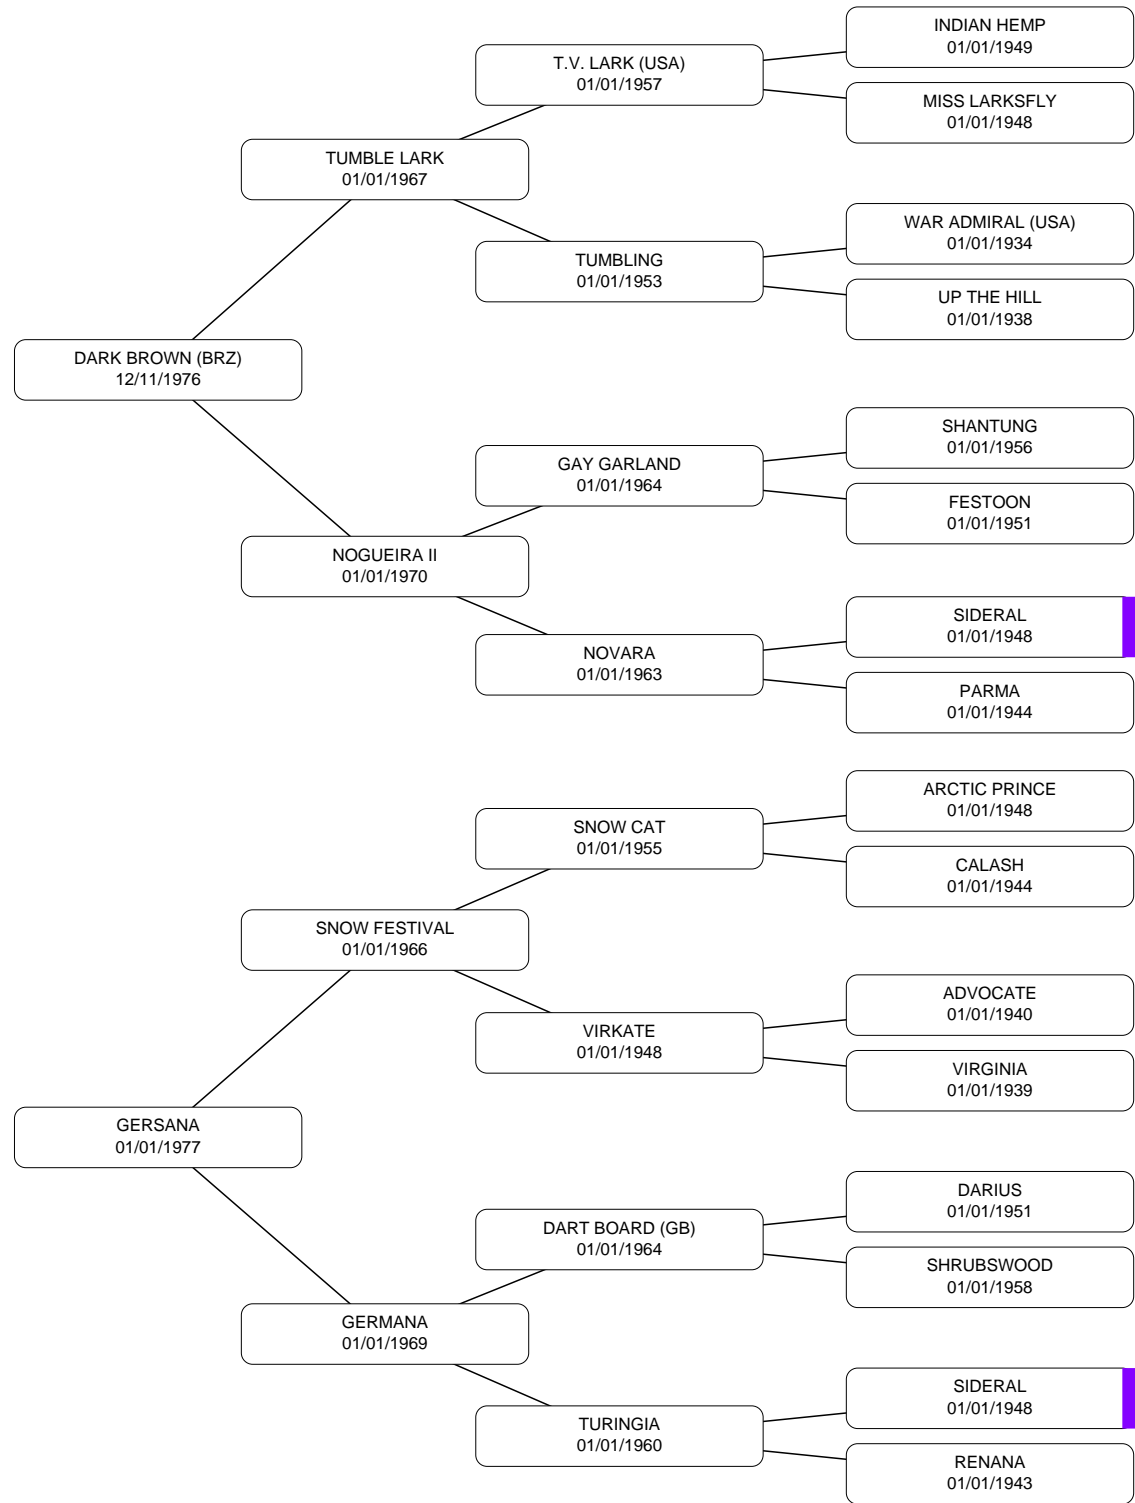 INDIAN HEMP
01/01/1949
T.V. LARK (USA)
01/01/1957
MISS LARKSFLY
01/01/1948
TUMBLE LARK
01/01/1967
WAR ADMIRAL (USA)
01/01/1934
TUMBLING
01/01/1953
UP THE HILL
01/01/1938
DARK BROWN (BRZ)
12/11/1976
SHANTUNG
01/01/1956
GAY GARLAND
01/01/1964
FESTOON
01/01/1951
NOGUEIRA II
01/01/1970
SIDERAL
01/01/1948
NOVARA
01/01/1963
PARMA
01/01/1944
ARCTIC PRINCE
01/01/1948
SNOW CAT
01/01/1955
CALASH
01/01/1944
SNOW FESTIVAL
01/01/1966
ADVOCATE
01/01/1940
VIRKATE
01/01/1948
VIRGINIA
01/01/1939
GERSANA
01/01/1977
DARIUS
01/01/1951
DART BOARD (GB)
01/01/1964
SHRUBSWOOD
01/01/1958
GERMANA
01/01/1969
SIDERAL
01/01/1948
TURINGIA
01/01/1960
RENANA
01/01/1943